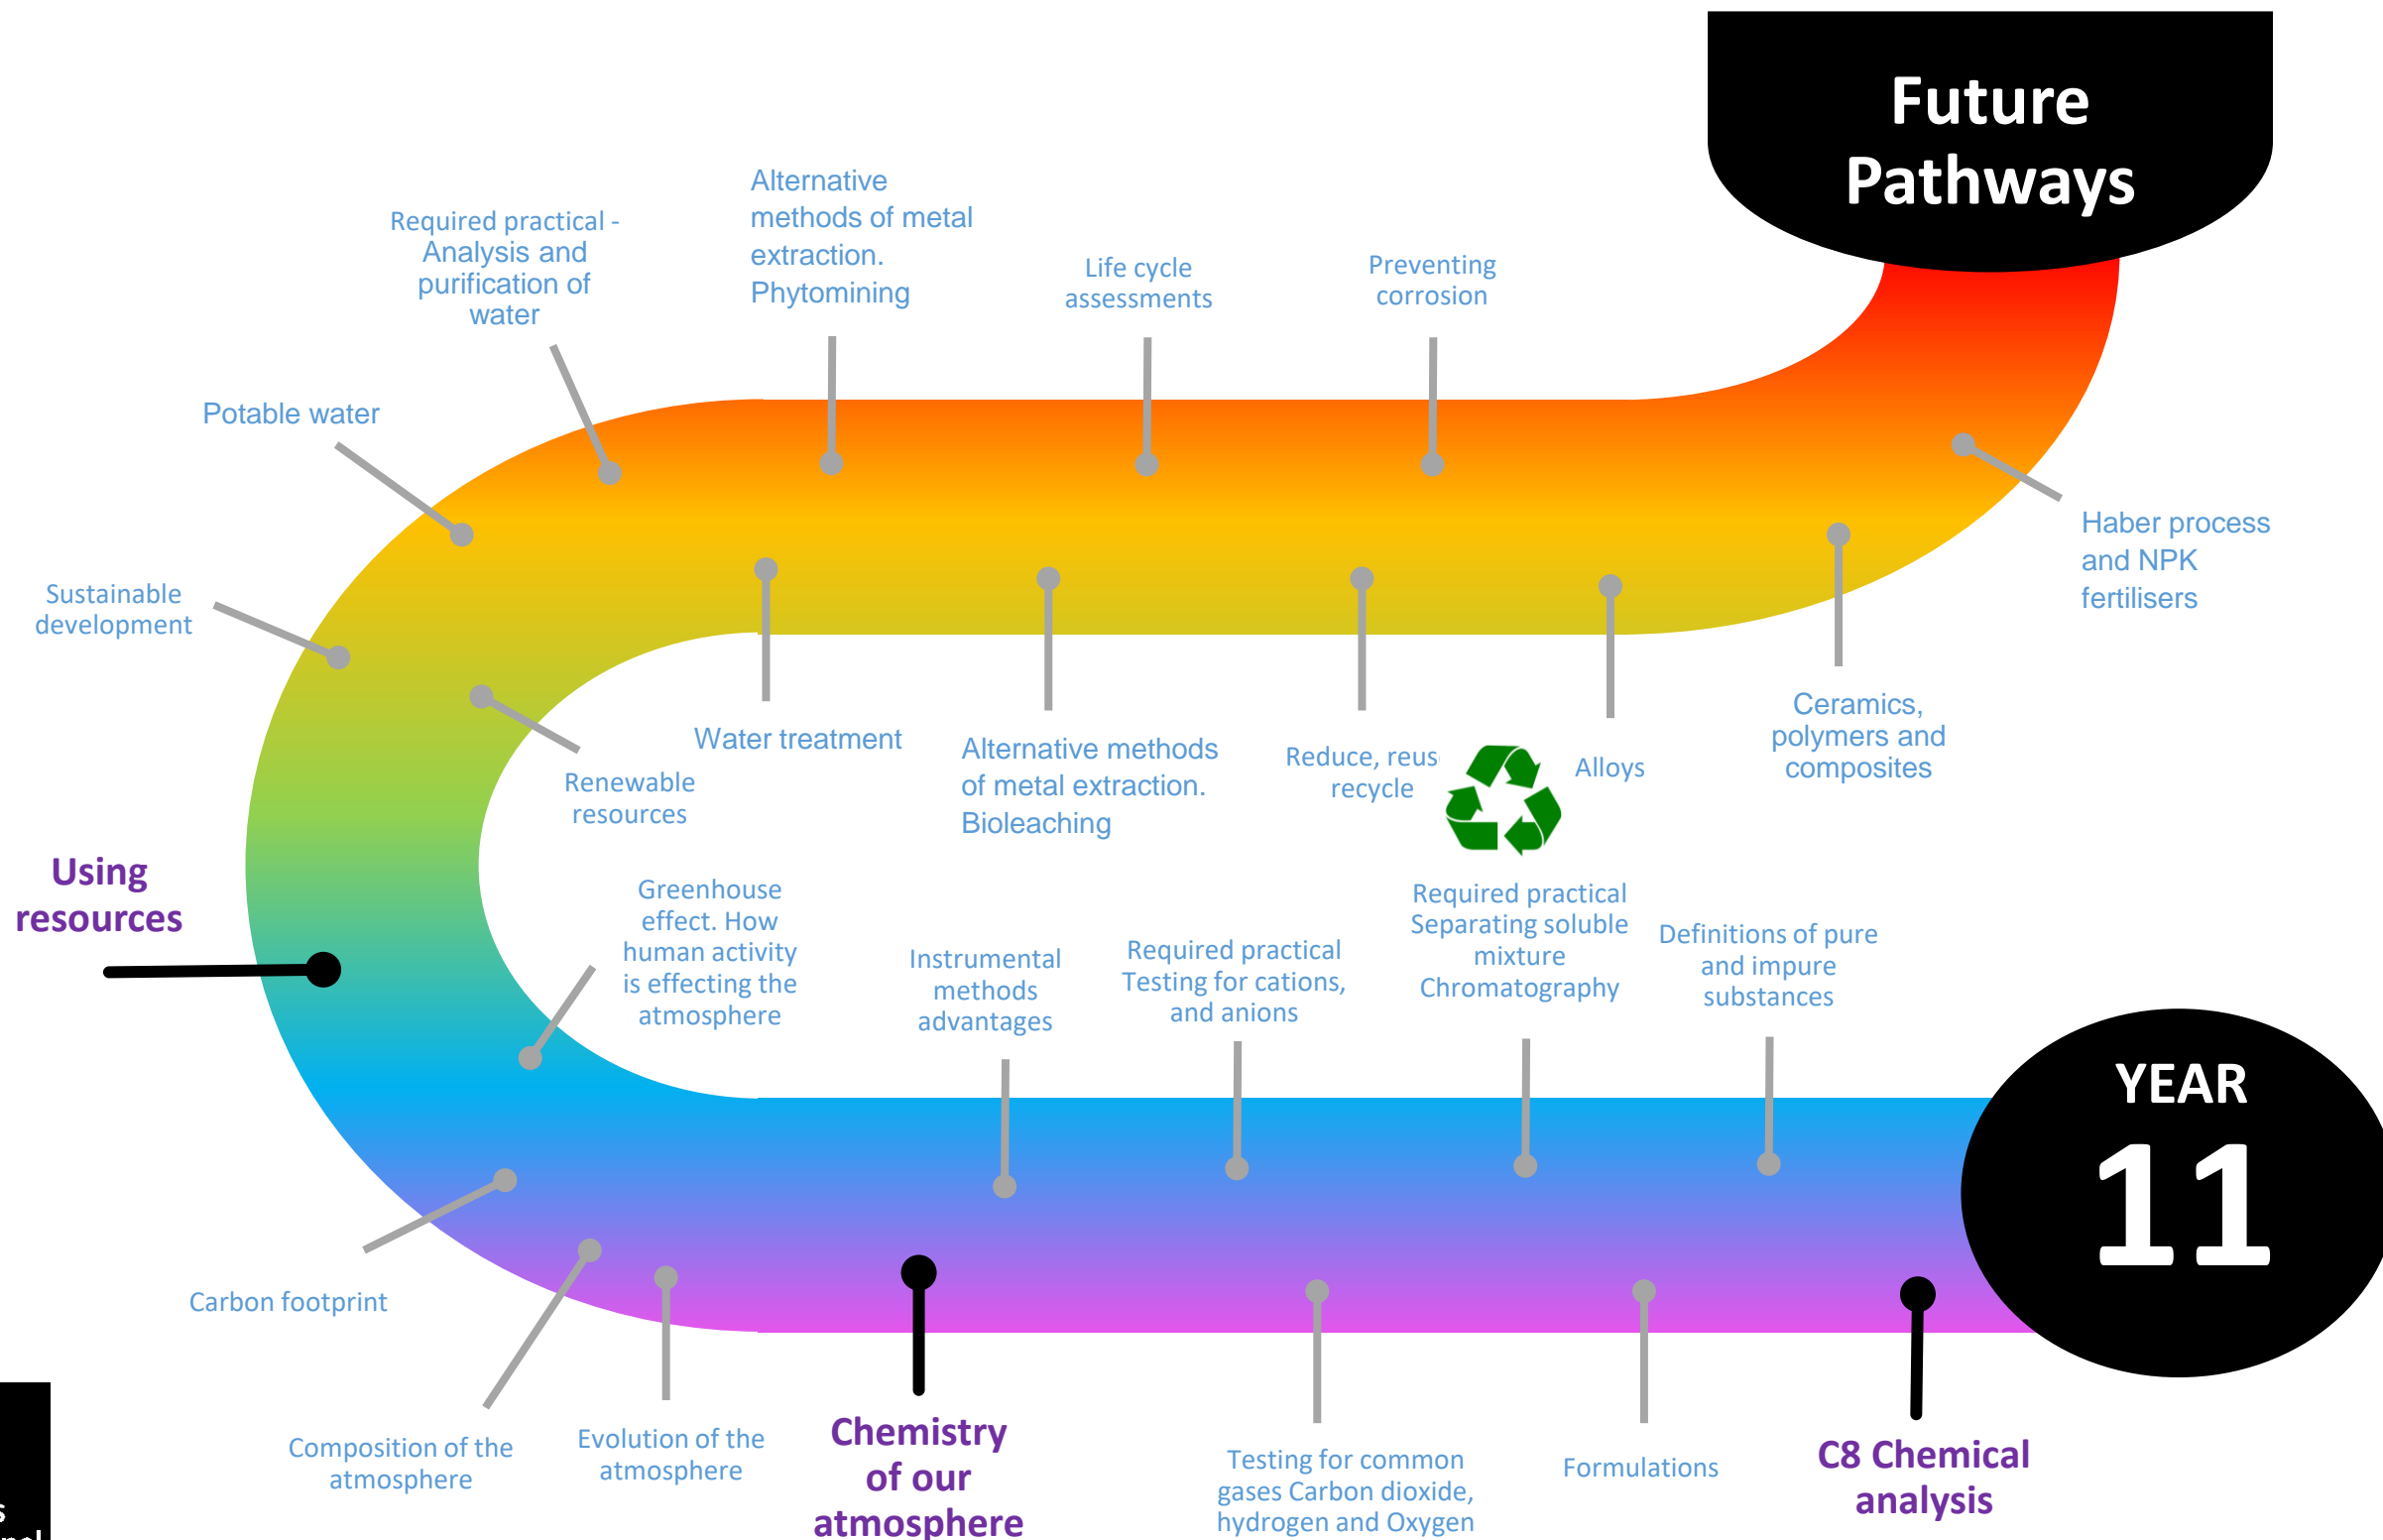 Future
Pathways
Alternative
methods of metal
extraction.
Phytomining
Required practical -
Analysis and
purification of
water
Life cycle
assessments
Preventing
corrosion
Potable water
Haber process
and NPK
fertilisers
Sustainable
development
Water treatment
Alternative methods
of metal extraction.
Bioleaching
Reduce, reus
recycle
Alloys
Ceramics,
polymers and
composites
Renewable
resources
Using
resources
Greenhouse
effect. How
human activity
is effecting the
atmosphere
Instrumental
methods
advantages
Required practical
Testing for cations,
and anions
Required practical
Separating soluble
mixture
Chromatography
Definitions of pure
and impure
substances
YEAR
11
Carbon footprint
Composition of the
atmosphere
Evolution of the
atmosphere
Chemistry
of our
atmosphere
Testing for common
gases Carbon dioxide,
hydrogen and Oxygen
Formulations
C8 Chemical
analysis